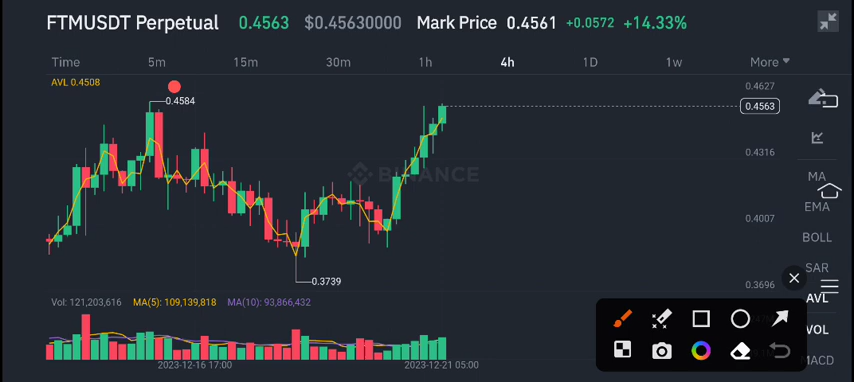 FTMUSDT Perpetual 0.4563 $0.45630000 Mark Price 0.4561 +0.0572 +14.33%
Time 5m 15m 30m 1h 4h 1D 1w More
AVL 0.4508
0.4627
0.4584
0.4563
0.4316
BINANCE
MA
EMA
0.4007
BOLL
SAR
0.3739
0.3696
AVL
Vol: 121,203,616 MA(5): 109,139,818 MA(10): 93,866,432
VOL
MACD
2023-12-16 17:00 2023-12-21 05:00